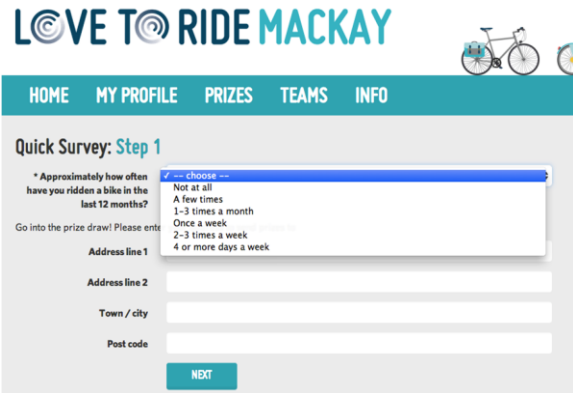 LOVE TO RIDE MACKAY
HOME MY PROFILE PRIZES TEAMS INFO
Quick Survey: Step 1
* Approximately how often
have you ridden a bike in the
last 12 months?
✓ -- choose --
Not at all
A few times
1-3 times a month
Once a week
2-3 times a week
4 or more days a week
Go into the prize draw! Please ente
Address line 1
Address line 2
Town / city
Post code
NEXT